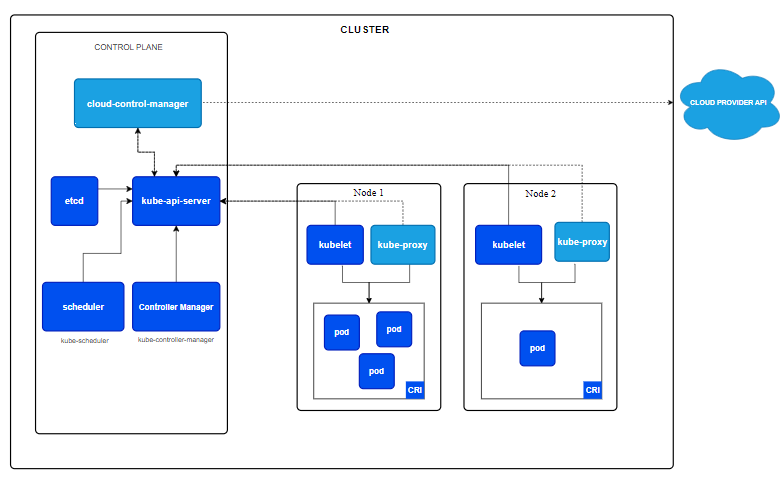 CLUSTER
CONTROL PLANE
cloud-control-manager
CLOUD PROVIDER API
etcd
kube-api-server
scheduler
kube-scheduler
Controller Manager
kube-controller-manager
Node 1
kubelet
kube-proxy
pod
pod
pod
CRI
Node 2
kubelet
kube-proxy
pod
CRI